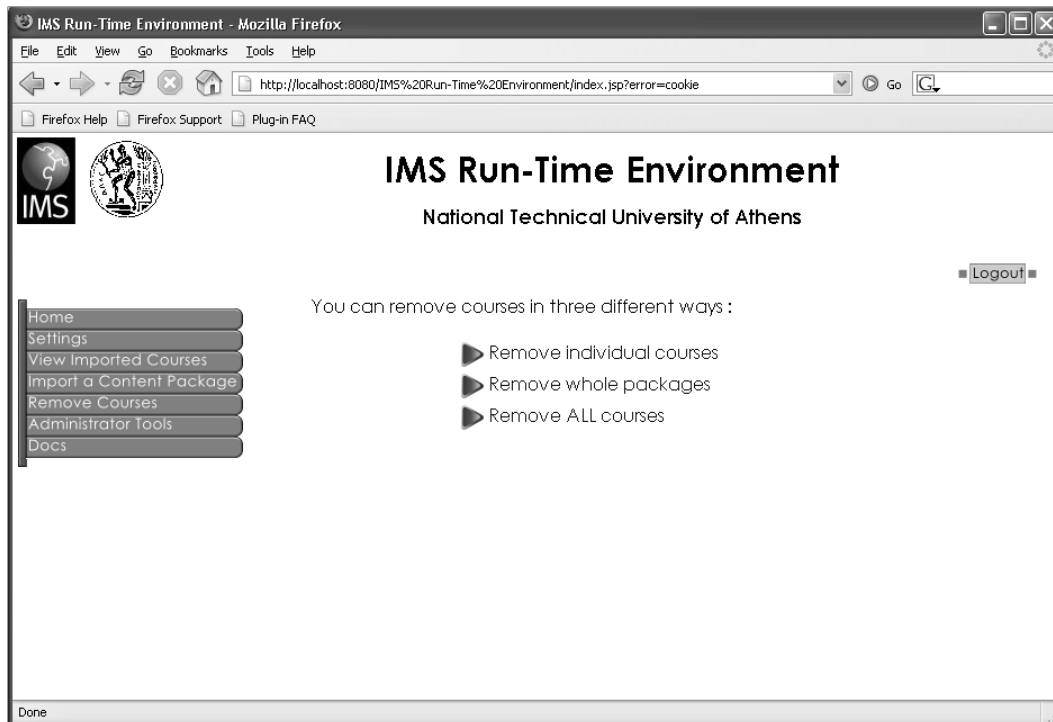 IMS Run-Time Environment - Mozilla Firefox
File Edit View Go Bookmarks Tools Help
http://localhost:8080/IMS%20Run-Time%20Environment/index.jsp?error=cookie Go G
Firefox Help Firefox Support Plug-in FAQ
IMS
IMS Run-Time Environment
National Technical University of Athens
Logout
You can remove courses in three different ways :
Home
Settings
View Imported Courses
Import a Content Package
Remove Courses
Administrator Tools
Docs
Remove individual courses
Remove whole packages
Remove ALL courses
Done